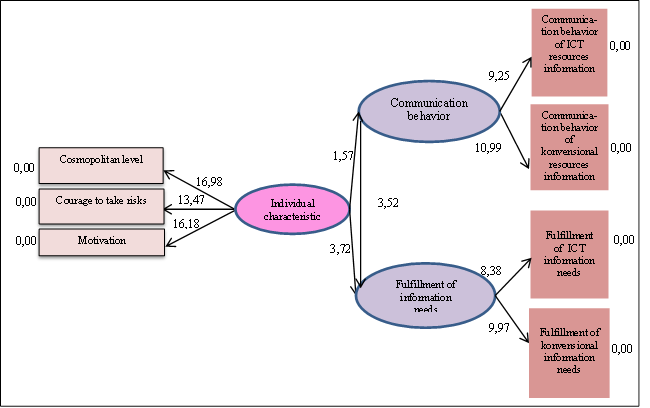 Communica-
tion behavior
of ICT
resources
information
0,00
9,25
Communication
behavior
Communica-
tion behavior
of
konvensional
resources
information
0,00
10,99
1,57
Cosmopolitan level
0,00
16,98
Courage to take risks
0,00
13,47
Motivation
0,00
16,18
Individual
characteristic
3,52
3,72
Fulfillment of
information
needs
8,38
Fulfillment
of ICT
information
needs
0,00
9,97
Fulfillment of
konvensional
information
needs
0,00